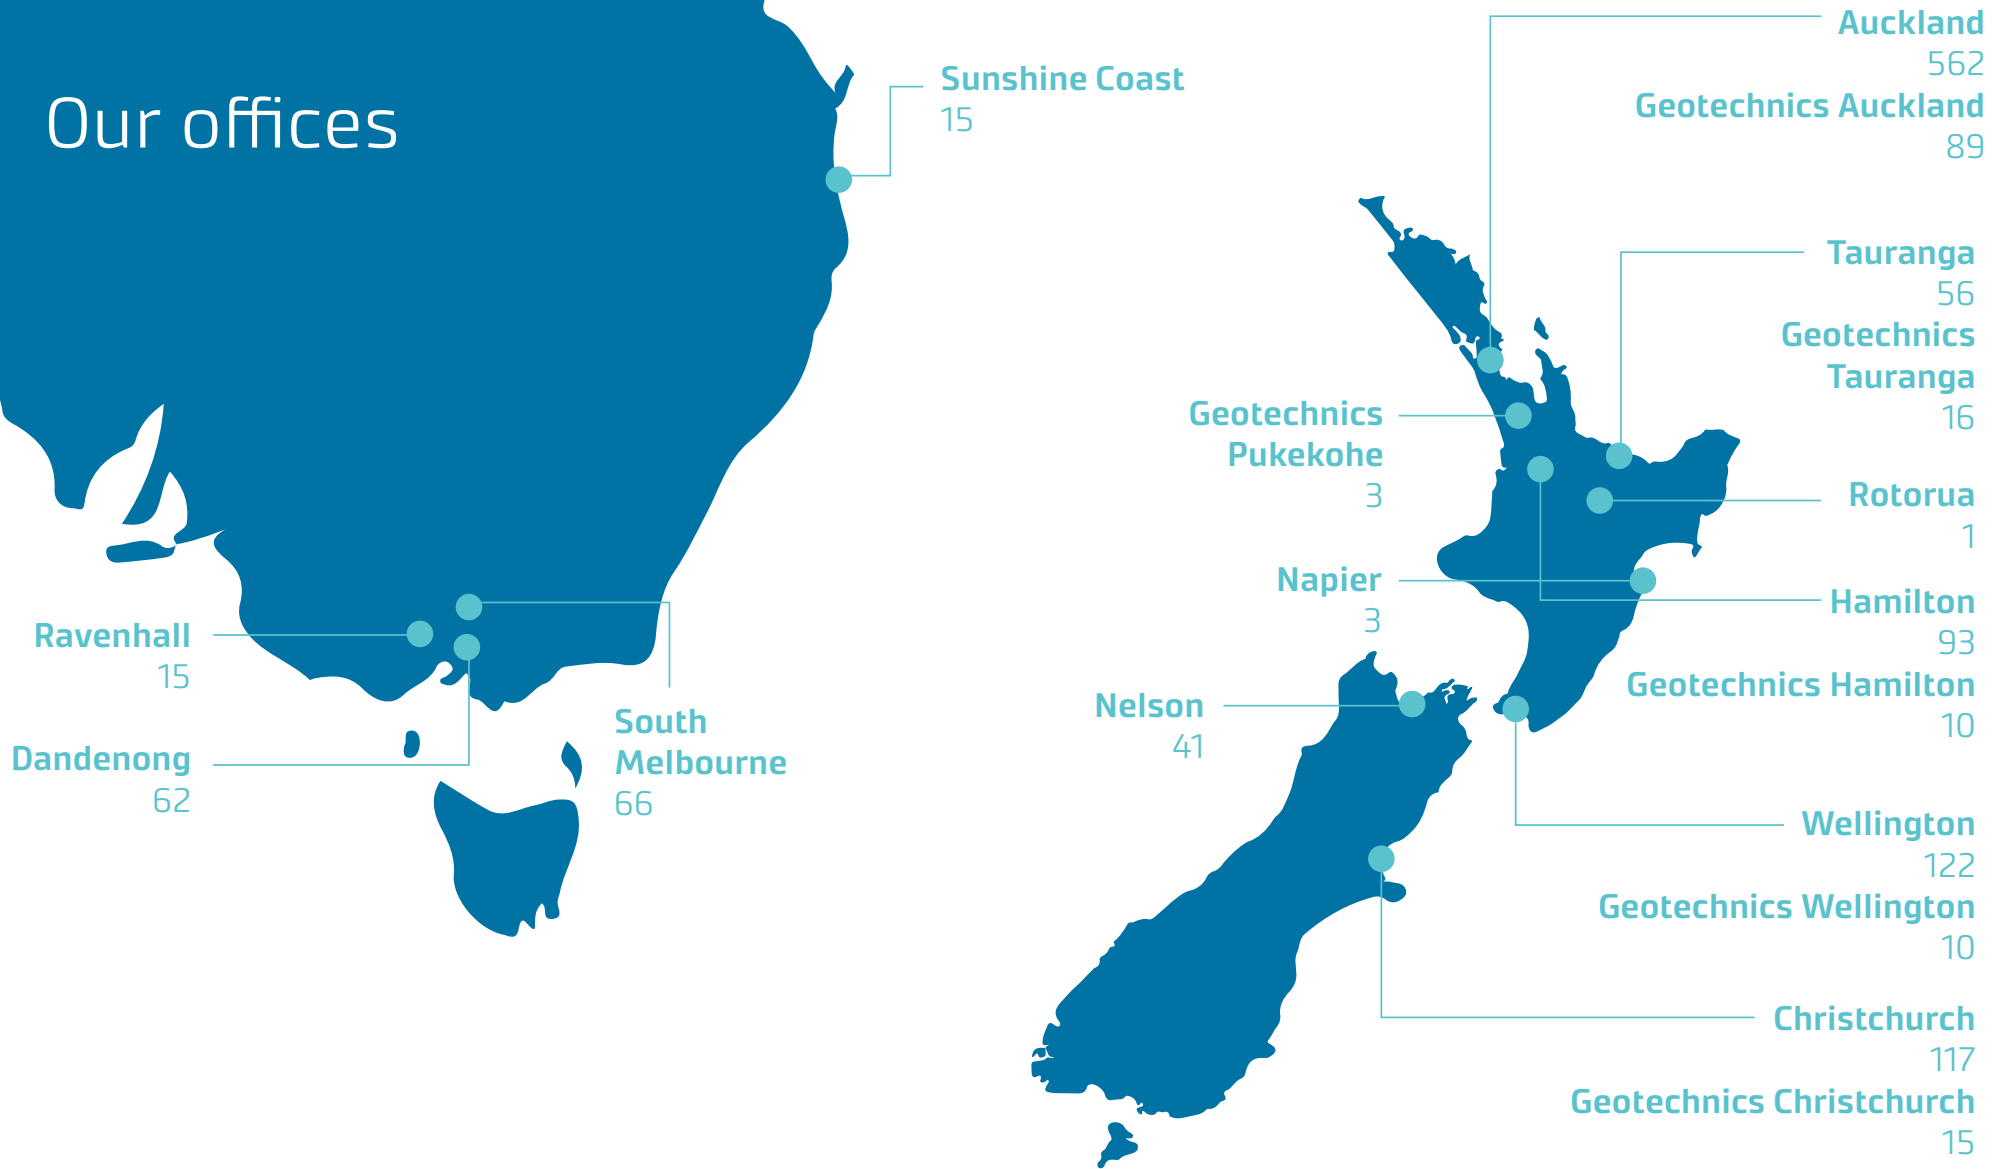 Our offices
Sunshine Coast
15
Ravenhall
15
Dandenong
62
South
Melbourne
66
Auckland
562
Geotechnics Auckland
89
Tauranga
56
Geotechnics
Tauranga
16
Geotechnics
Pukekohe
3
Rotorua
1
Napier
3
Hamilton
93
Geotechnics Hamilton
10
Nelson
41
Wellington
122
Geotechnics Wellington
10
Christchurch
117
Geotechnics Christchurch
15